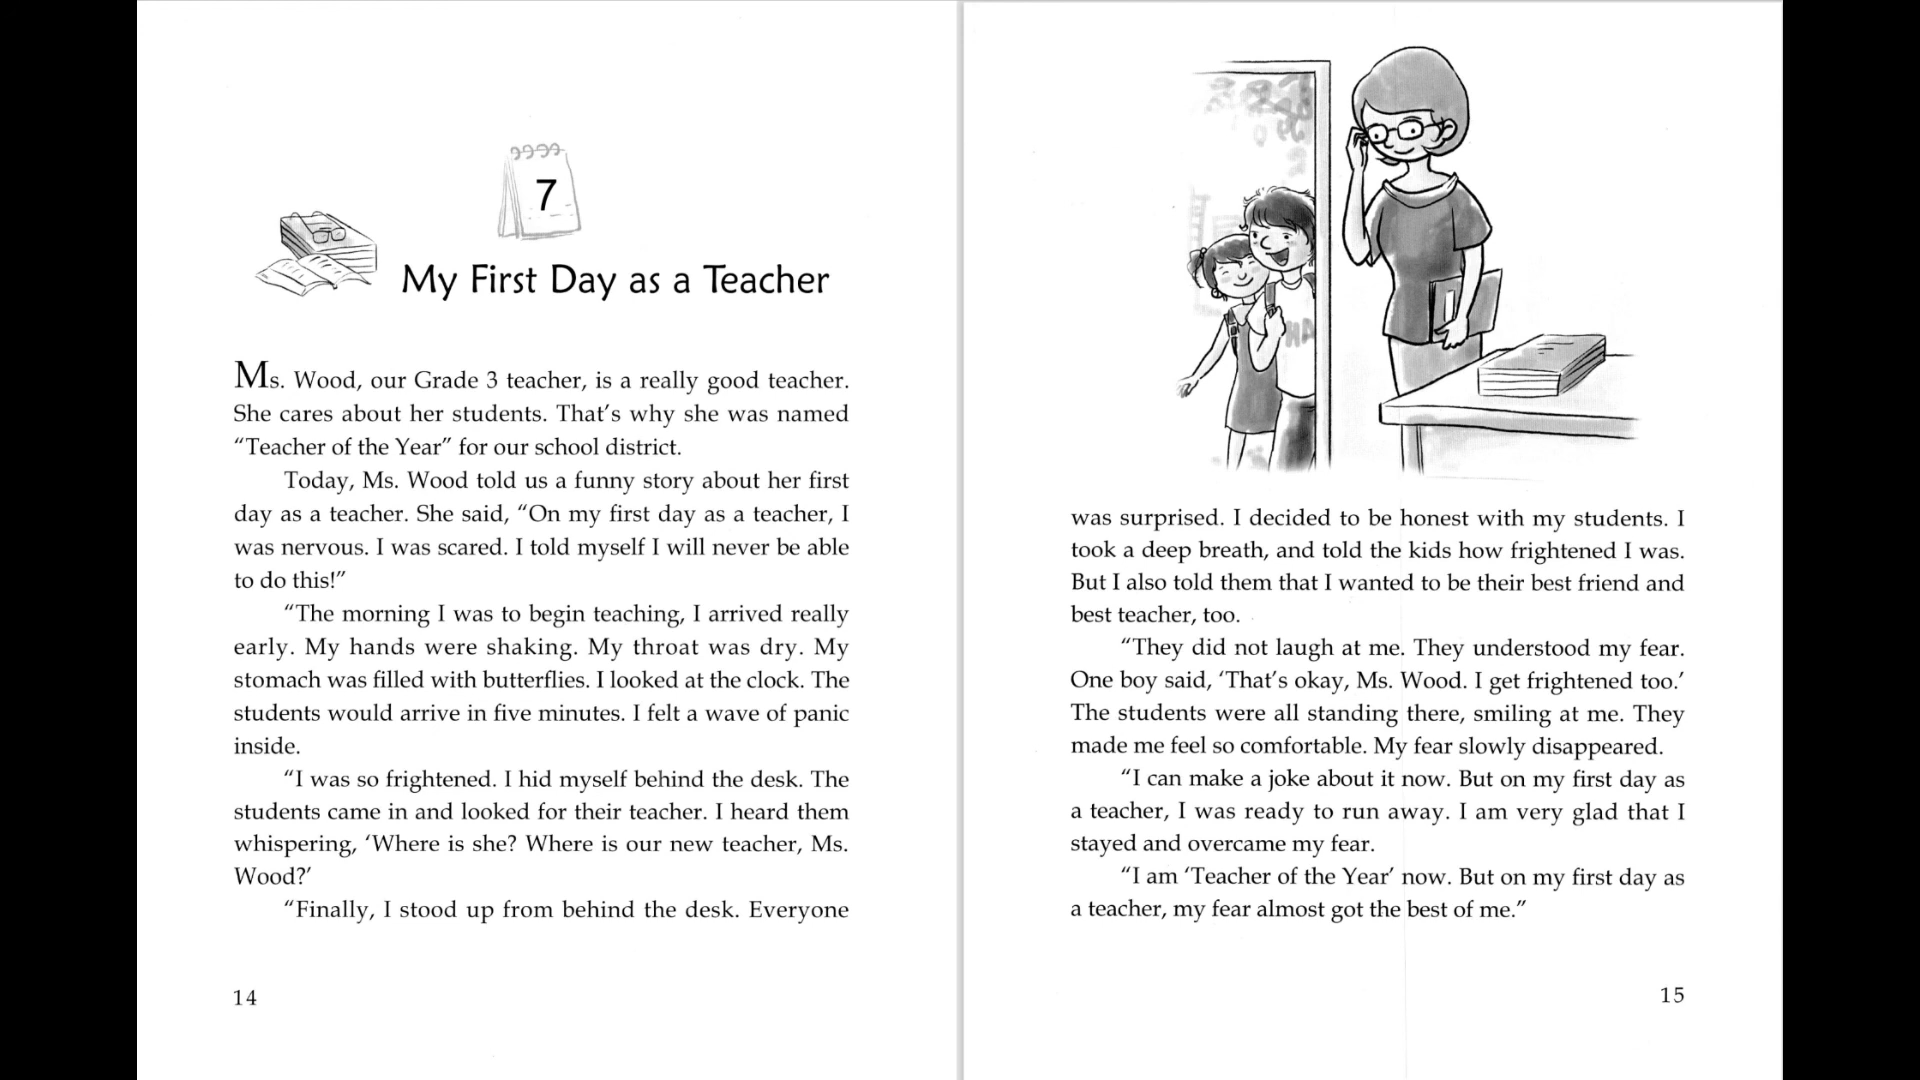 7
My First Day as a Teacher
Ms. Wood, our Grade 3 teacher, is a really good teacher.
She cares about her students. That’s why she was named
“Teacher of the Year” for our school district.
Today, Ms. Wood told us a funny story about her first
day as a teacher. She said, “On my first day as a teacher, I
was nervous. I was scared. I told myself I will never be able
to do this!”
“The morning I was to begin teaching, I arrived really
early. My hands were shaking. My throat was dry. My
stomach was filled with butterflies. I looked at the clock. The
students would arrive in five minutes. I felt a wave of panic
inside.
“I was so frightened. I hid myself behind the desk. The
students came in and looked for their teacher. I heard them
whispering, ‘Where is she? Where is our new teacher, Ms.
Wood?’
“Finally, I stood up from behind the desk. Everyone
14
was surprised. I decided to be honest with my students. I
took a deep breath, and told the kids how frightened I was.
But I also told them that I wanted to be their best friend and
best teacher, too.
“They did not laugh at me. They understood my fear.
One boy said, ‘That’s okay, Ms. Wood. I get frightened too.’
The students were all standing there, smiling at me. They
made me feel so comfortable. My fear slowly disappeared.
“I can make a joke about it now. But on my first day as
a teacher, I was ready to run away. I am very glad that I
stayed and overcame my fear.
“I am ‘Teacher of the Year’ now. But on my first day as
a teacher, my fear almost got the best of me.”
15